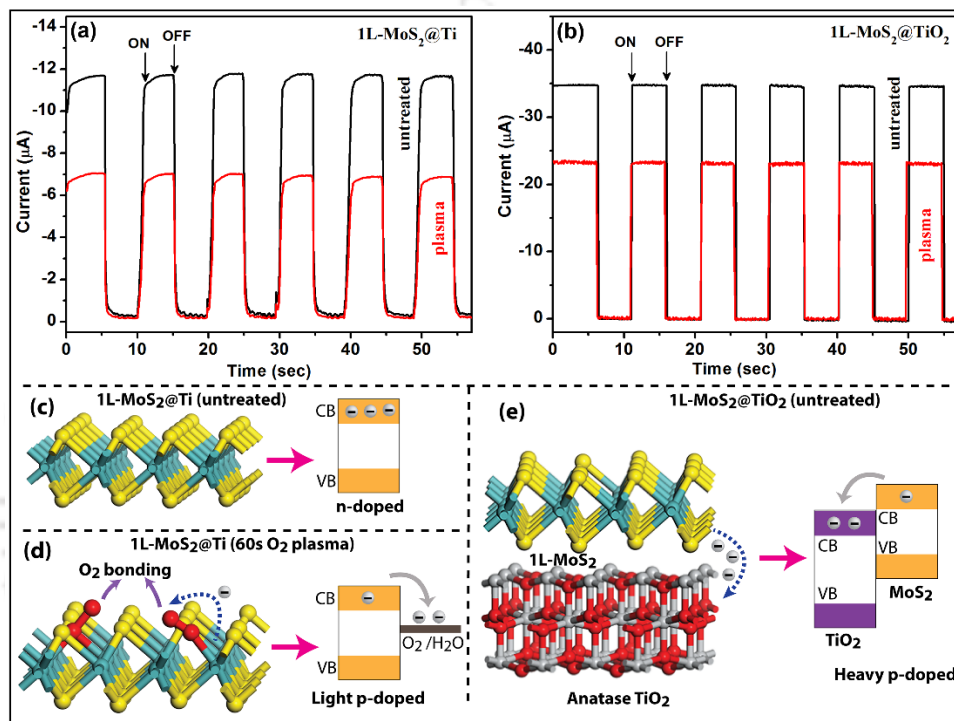 (a)
1L-MoS2@Ti
ON
OFF
untreated
plasma
Current (μA)
-14
-12
-10
-8
-6
-4
-2
0
0 10 20 30 40 50
Time (sec)
(b)
1L-MoS2@TiO2
ON
OFF
untreated
plasma
Current (μA)
-40
-30
-20
-10
0
0 10 20 30 40 50
Time (sec)
(c)
1L-MoS2@Ti (untreated)
CB
VB
n-doped
(d)
1L-MoS2@Ti (60s O2 plasma)
O2 bonding
CB
VB
O2 /H2O
Light p-doped
(e)
1L-MoS2@TiO2 (untreated)
1L-MoS2
Anatase TiO2
CB
VB
TiO2
CB
VB
MoS2
Heavy p-doped